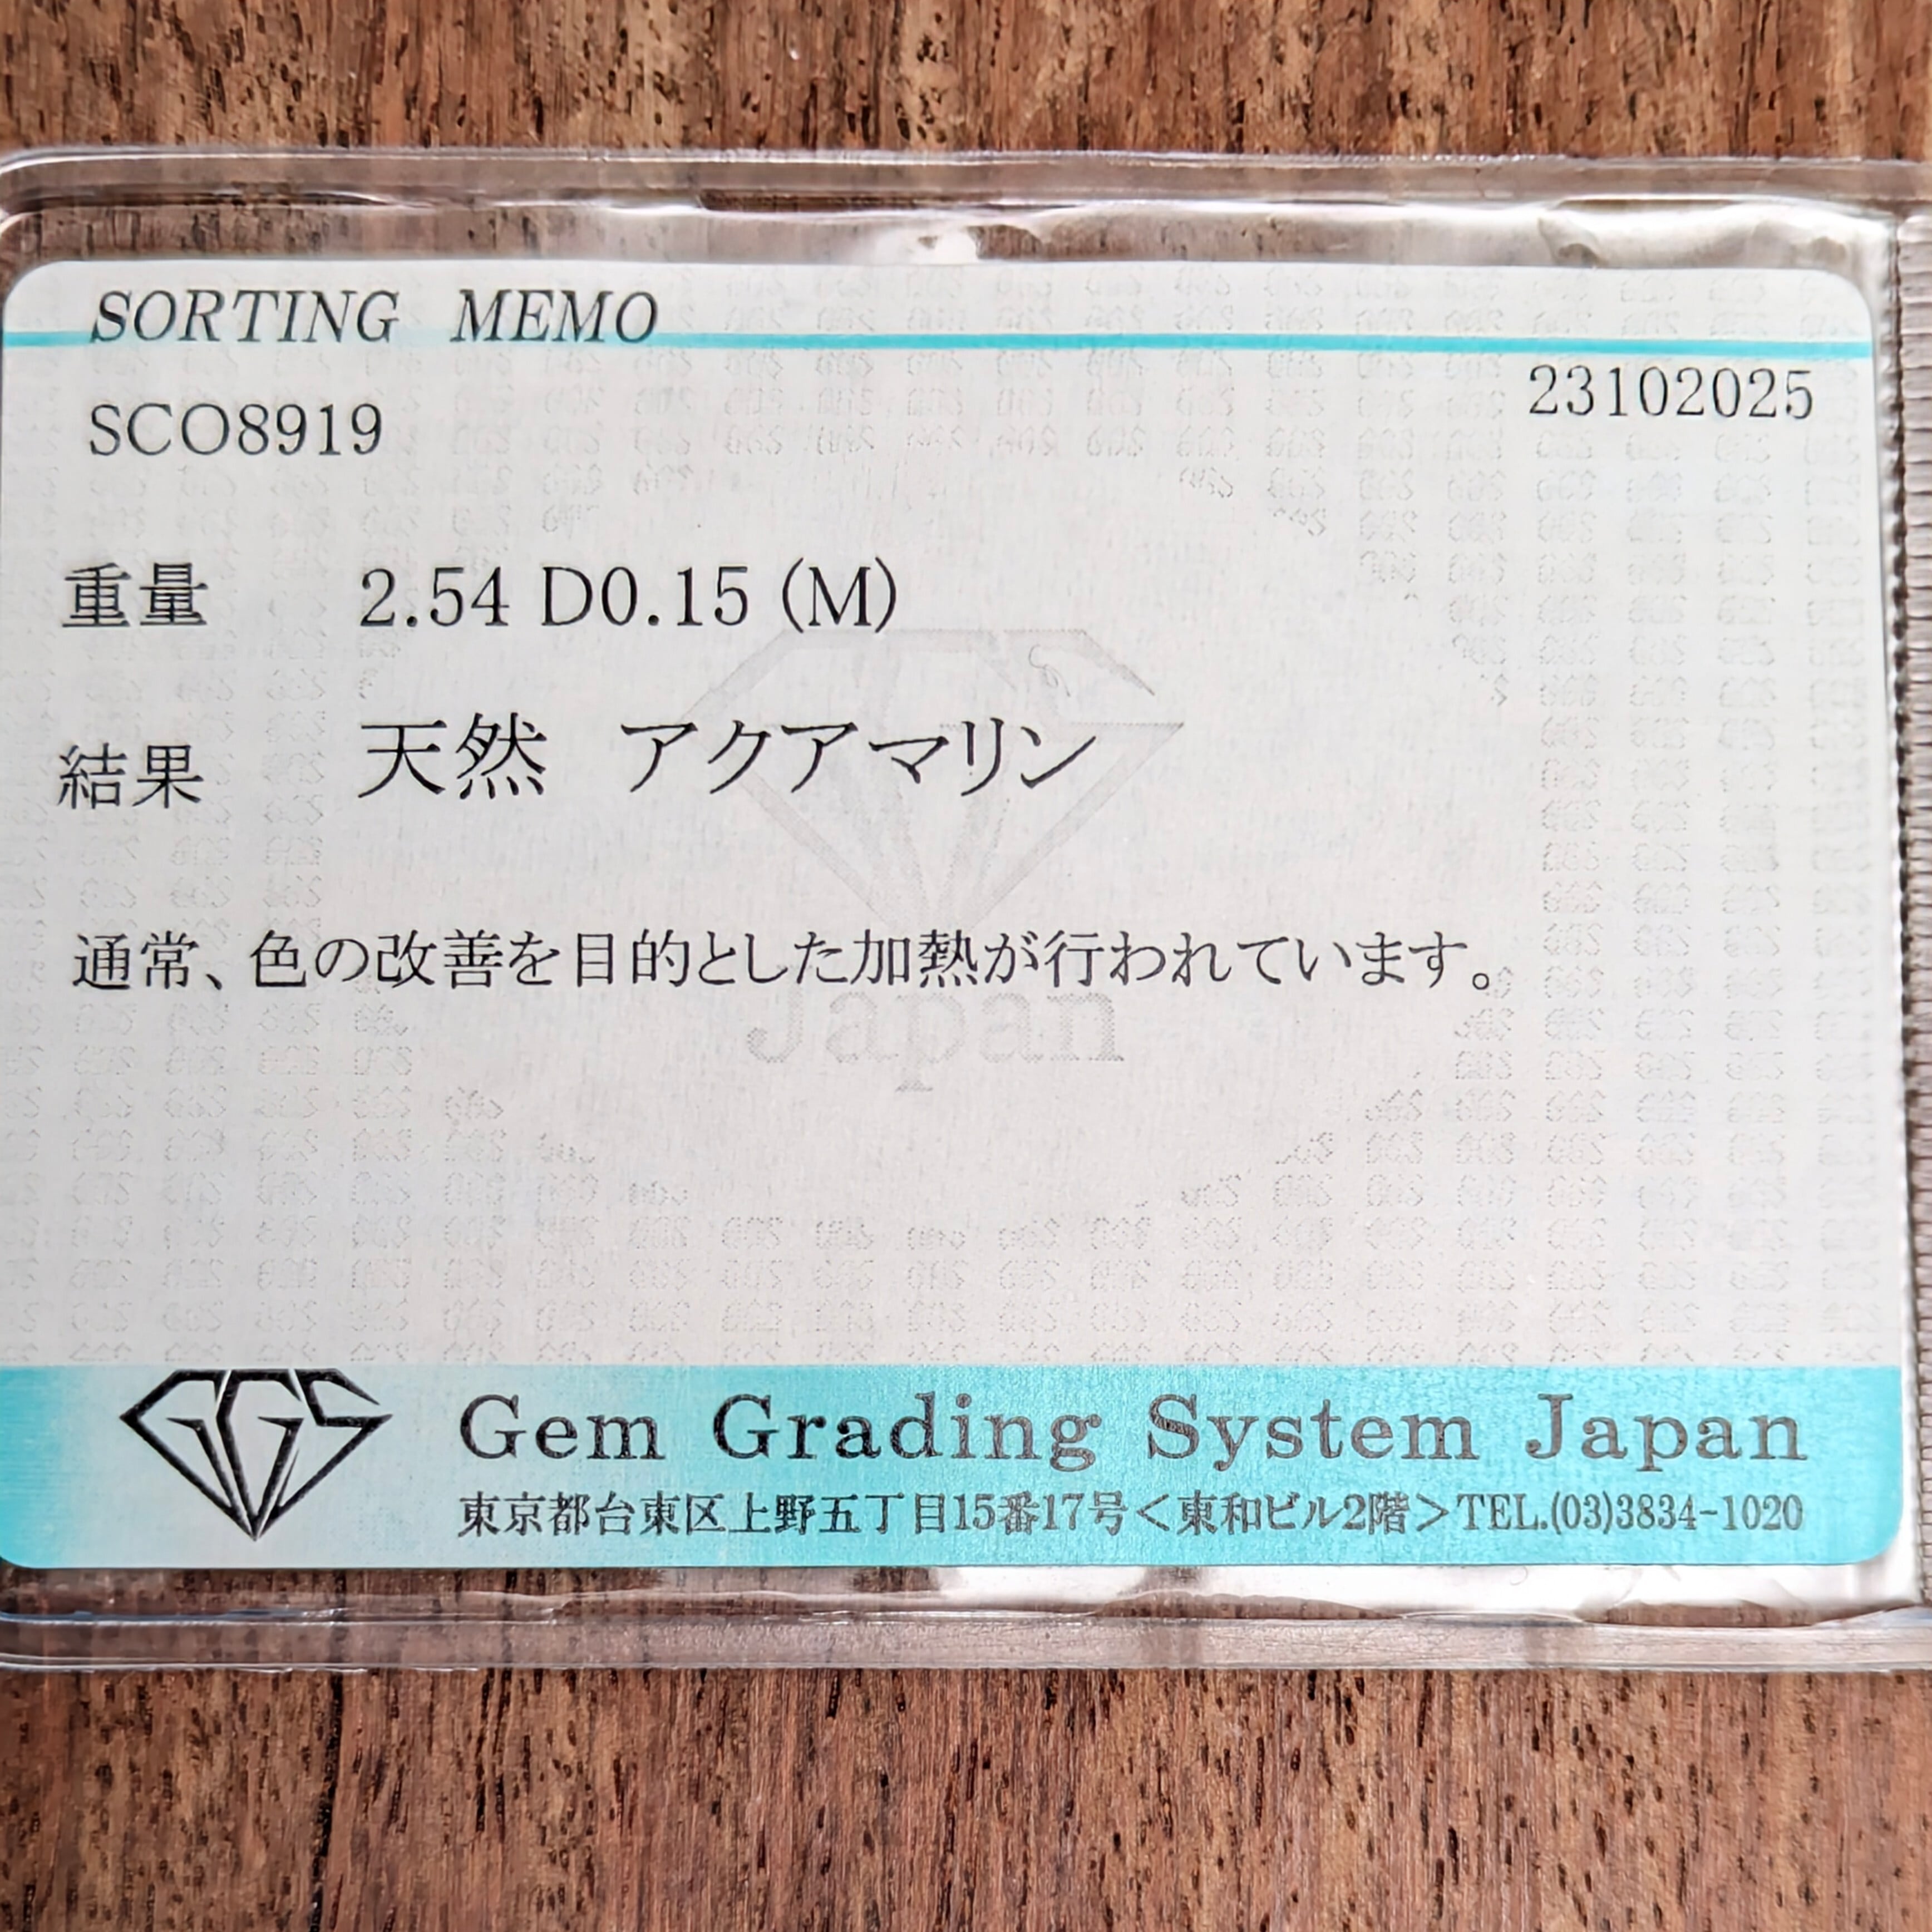 SORTING MEMO
23102025
SCO8919
重量 2.54 D0.15 (M)
結果 天然 アクアマリン
通常、色の改善を目的とした加熱が行われています。
Japan
GGS
Gem Grading System Japan
東京都台東区上野五丁目15番17号<東和ビル2階>TEL.(03)3834-1020